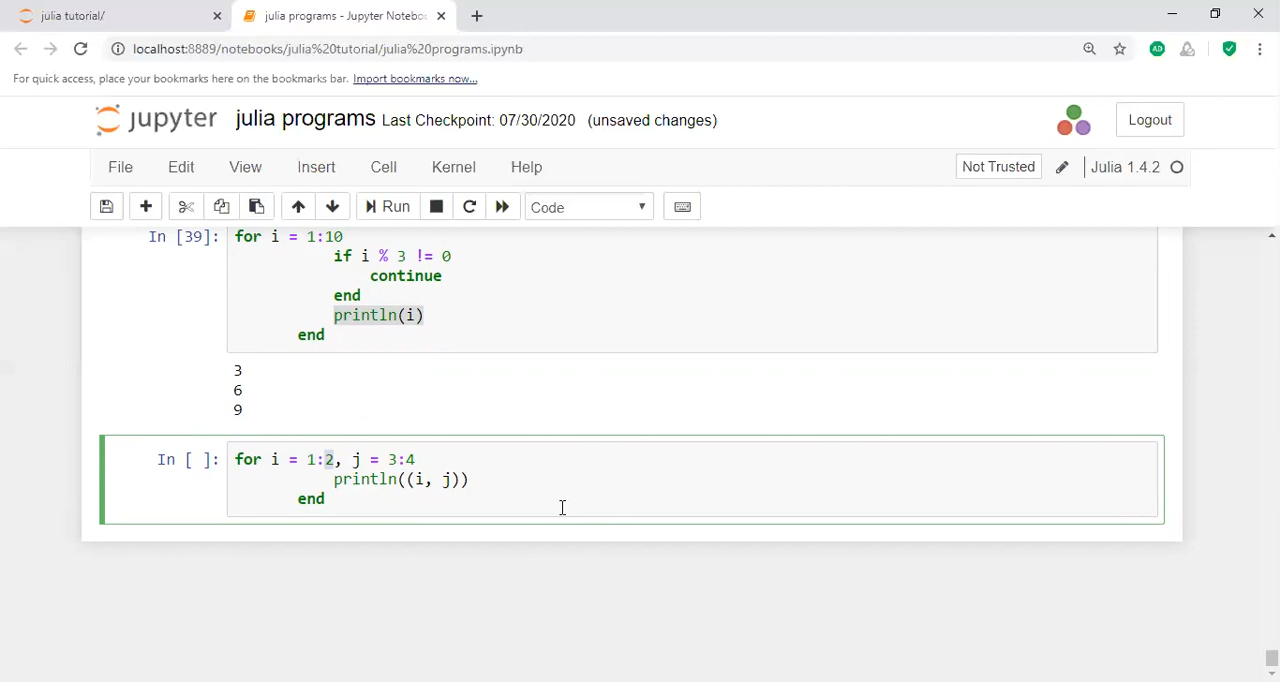 julia tutorial/
julia programs - Jupyter Noteboo
localhost:8889/notebooks/julia%20tutorial/julia%20programs.ipynb
For quick access, place your bookmarks here on the bookmarks bar. Import bookmarks now...
jupyter julia programs Last Checkpoint: 07/30/2020 (unsaved changes)
Logout
File Edit View Insert Cell Kernel Help
Not Trusted
Julia 1.4.2
Run
Code
In [39]: for i = 1:10
if i % 3 != 0
continue
end
println(i)
end
3
6
9
In [ ]: for i = 1:2, j = 3:4
println((i, j))
end